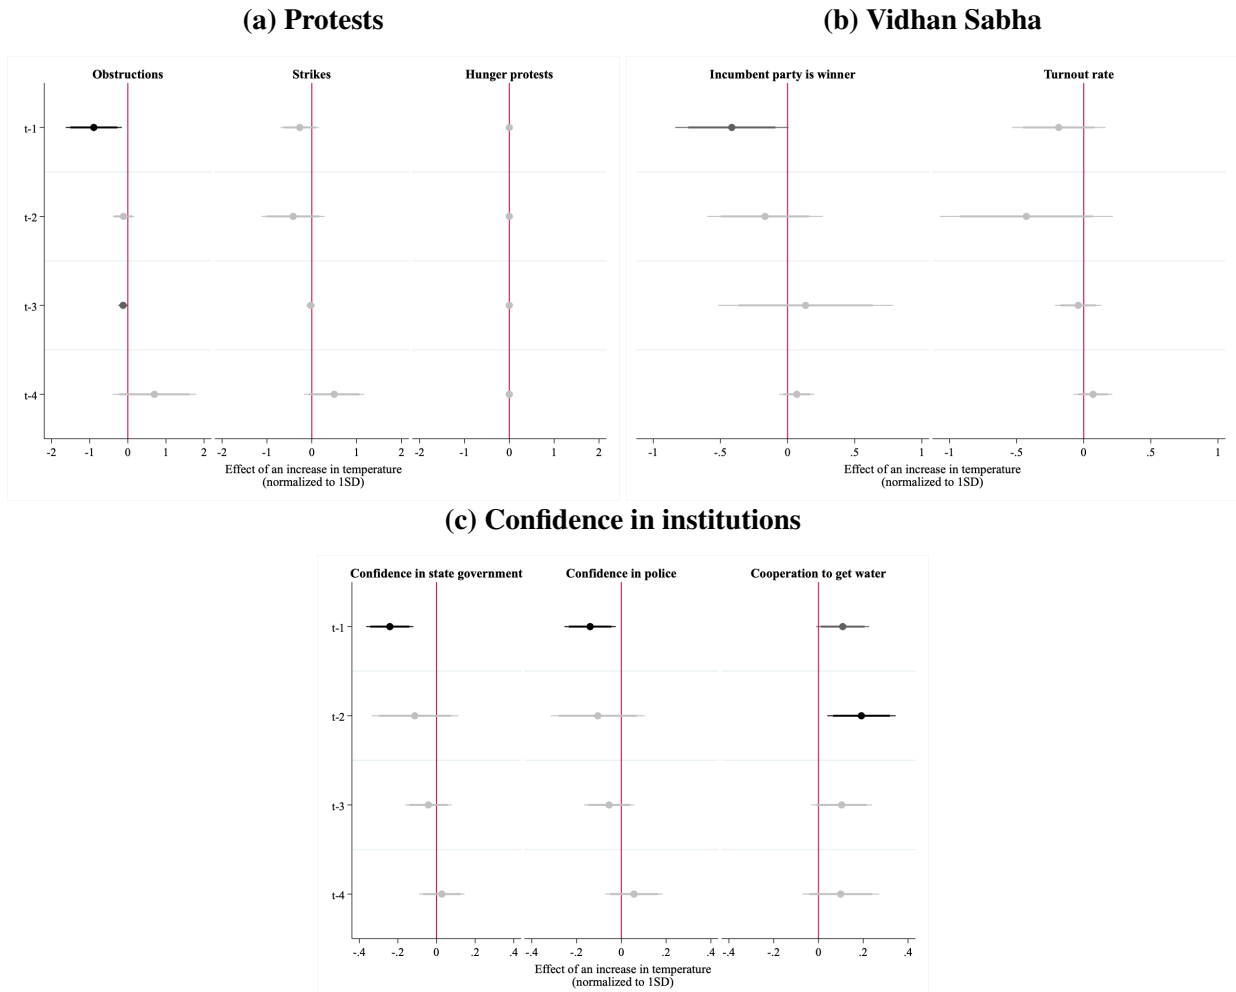 (a) Protests
(b) Vidhan Sabha
Obstructions
Strikes
Hunger protests
t-1
t-2
t-3
t-4
-2 -1 0 1 2 -2 -1 0 1 2 -2 -1 0 1 2
Effect of an increase in temperature
(normalized to 1SD)
Incumbent party is winner
Turnout rate
-1 -.5 0 .5 1 -1 -.5 0 .5 1
Effect of an increase in temperature
(normalized to 1SD)
(c) Confidence in institutions
Confidence in state government
Confidence in police
Cooperation to get water
t-1
t-2
t-3
t-4
-.4 -.2 0 .2 .4 -.4 -.2 0 .2 .4 -.4 -.2 0 .2 .4
Effect of an increase in temperature
(normalized to 1SD)